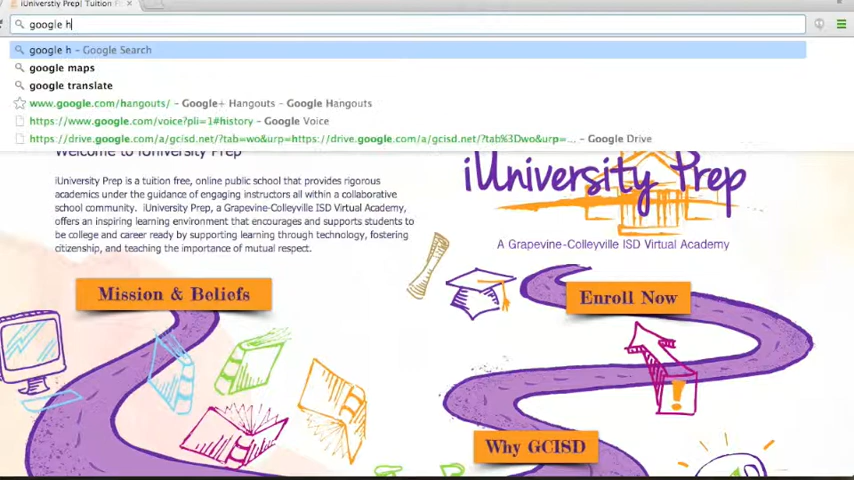 iUniverstiy Prep| Tuition F
google h
google h - Google Search
google maps
google translate
www.google.com/hangouts/ - Google+ Hangouts - Google Hangouts
https://www.google.com/voice?pli=1#history - Google Voice
https://drive.google.com/a/gcisd.net/?tab=wo&urp=https://drive.google.com/a/gcisd.net/?tab%3Dwo&urp=... - Google Drive
Welcome to iUniversity Prep
iUniversity Prep is a tuition free, online public school that provides rigorous
academics under the guidance of engaging instructors all within a collaborative
school community. iUniversity Prep, a Grapevine-Colleyville ISD Virtual Academy,
offers an inspiring learning environment that encourages and supports students to
be college and career ready by supporting learning through technology, fostering
citizenship, and teaching the importance of mutual respect.
iUniversity Prep
A Grapevine-Colleyville ISD Virtual Academy
Mission & Beliefs
Enroll Now
!
Why GCISD